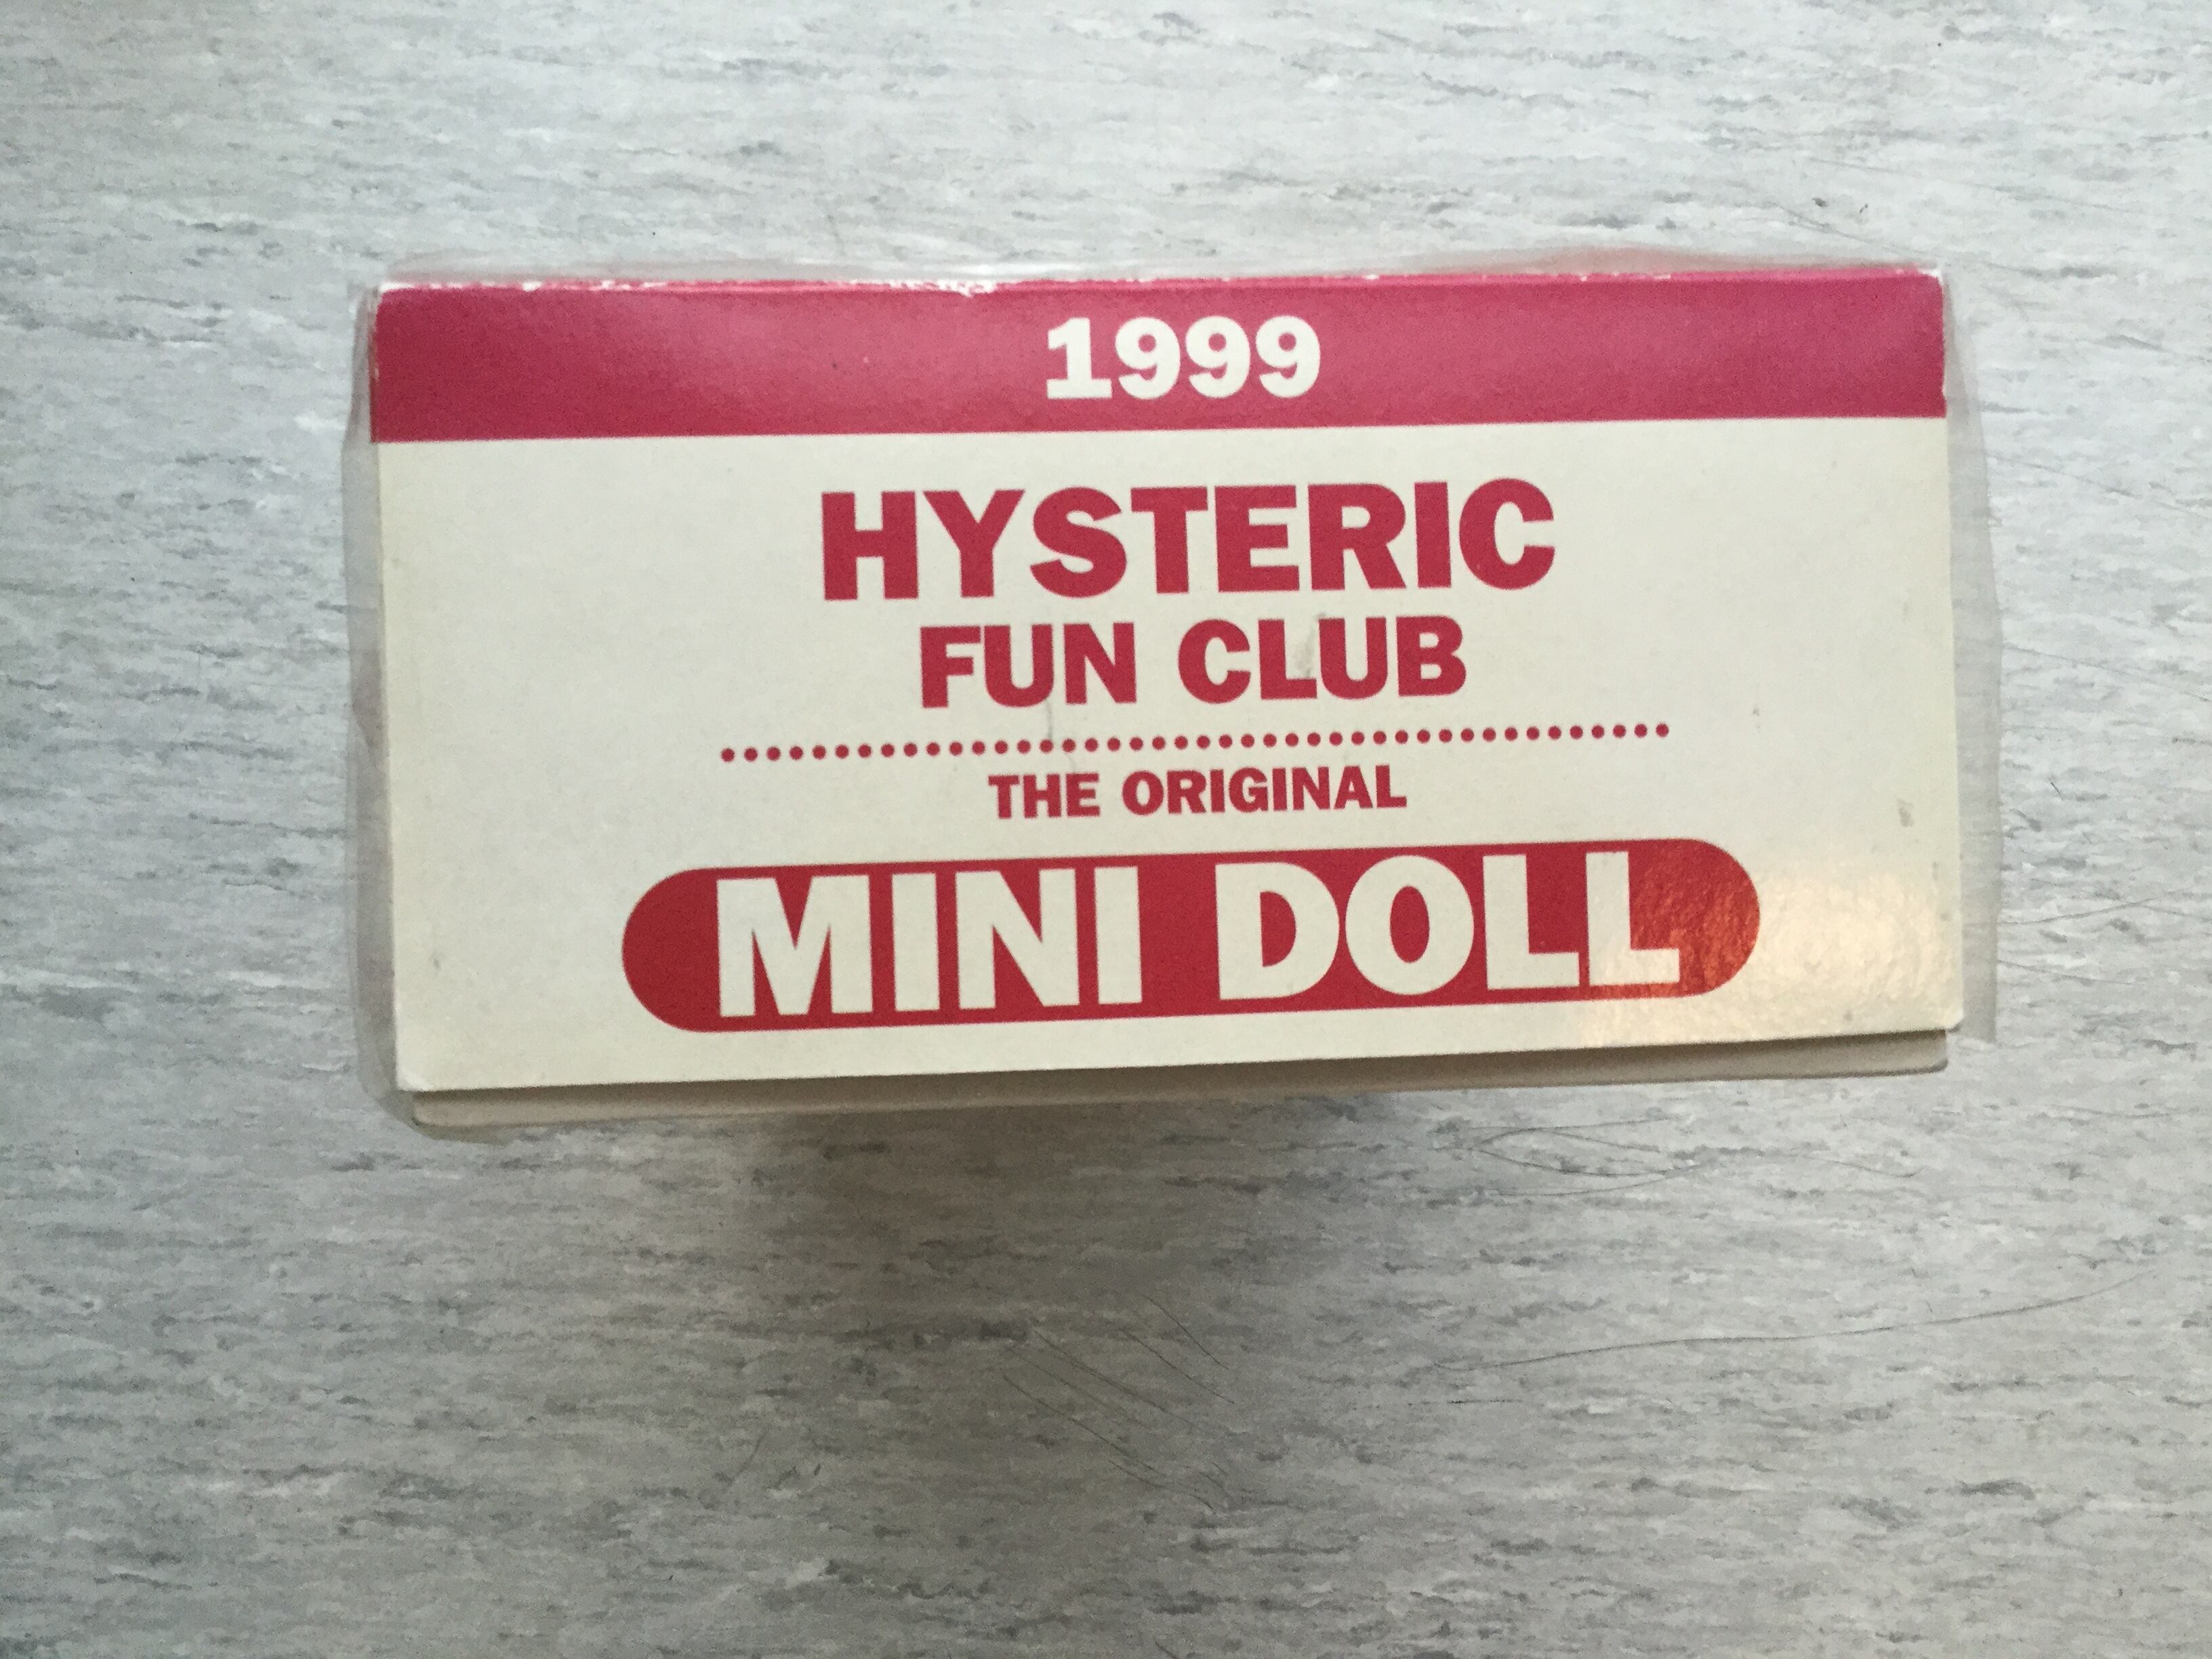 1999
HYSTERIC
FUN CLUB
THE ORIGINAL
MINI DOLL